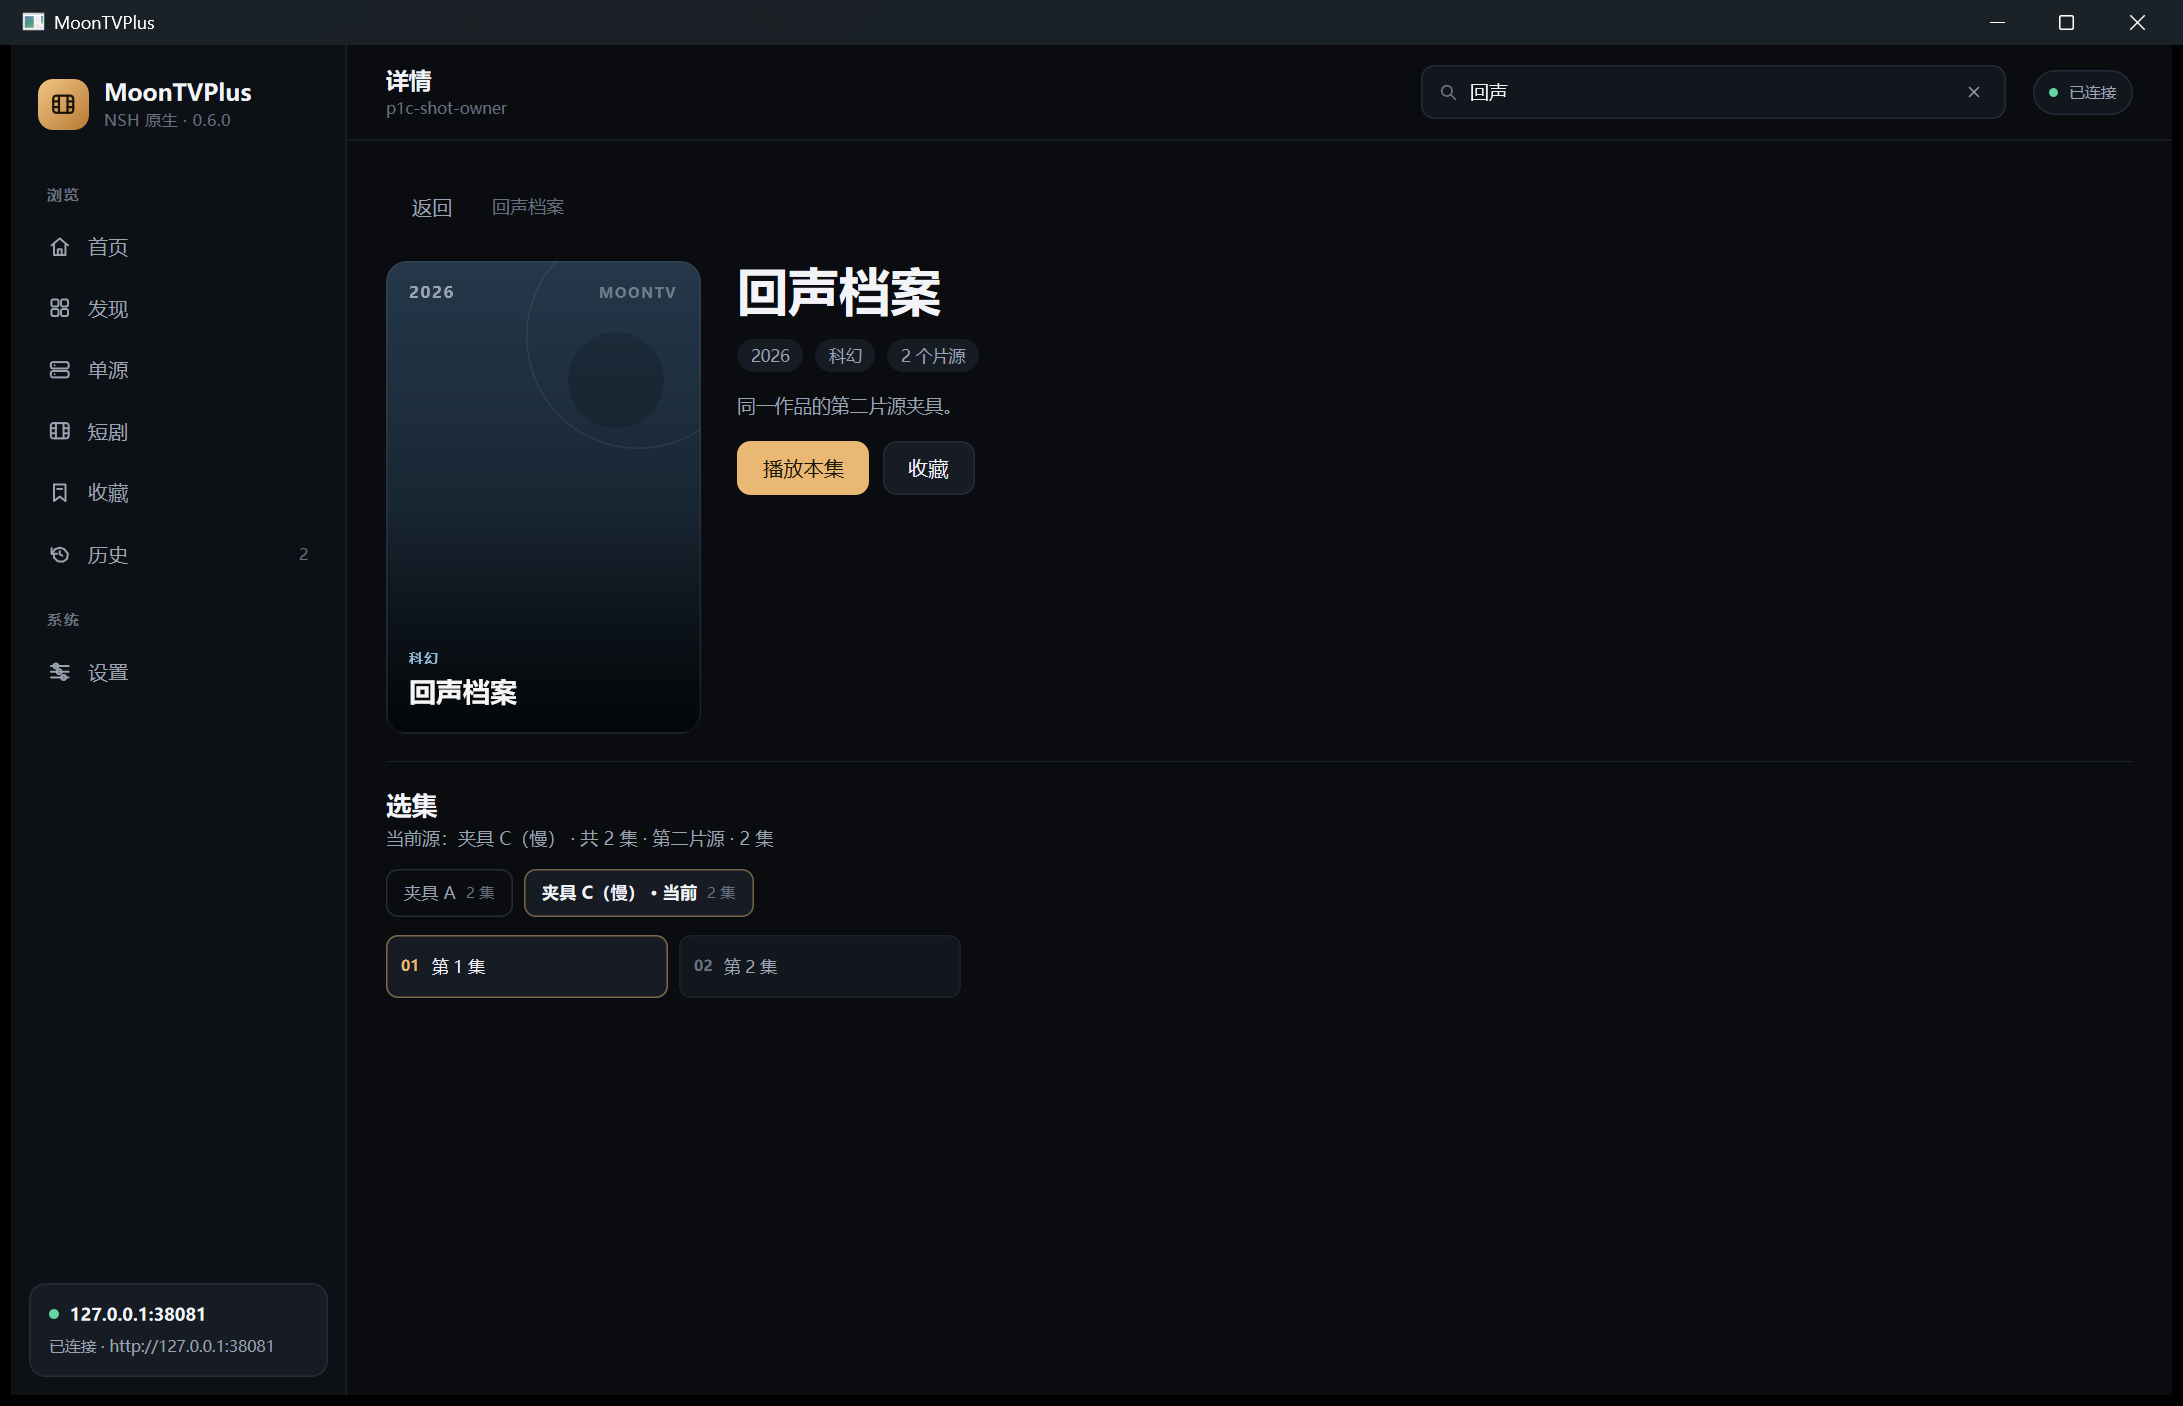 MoonTVPlus
MoonTVPlus
NSH 原生 · 0.6.0
浏览
首页
发现
单源
短剧
收藏
历史 2
系统
设置
127.0.0.1:38081
已连接 · http://127.0.0.1:38081
详情
p1c-shot-owner
回声
已连接
返回 回声档案
2026 MOONTV
科幻
回声档案
回声档案
2026 科幻 2 个片源
同一作品的第二片源夹具。
播放本集 收藏
选集
当前源：夹具 C（慢） · 共 2 集 · 第二片源 · 2 集
夹具 A 2 集 夹具 C（慢） · 当前 2 集
01 第 1 集 02 第 2 集